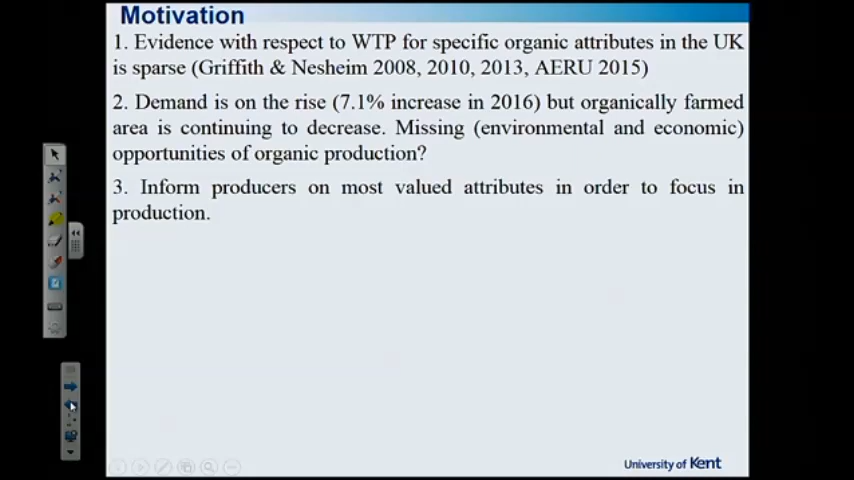 Motivation
1. Evidence with respect to WTP for specific organic attributes in the UK
is sparse (Griffith & Nesheim 2008, 2010, 2013, AERU 2015)
2. Demand is on the rise (7.1% increase in 2016) but organically farmed
area is continuing to decrease. Missing (environmental and economic)
opportunities of organic production?
3. Inform producers on most valued attributes in order to focus in
production.
University of Kent